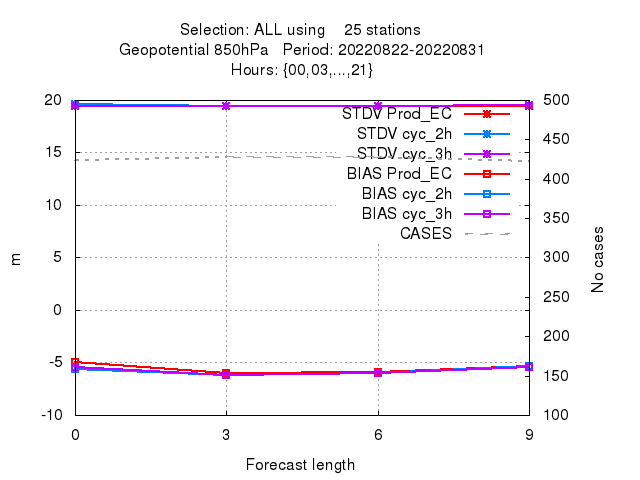 Selection: ALL using 25 stations
Geopotential 850hPa Period: 20220822-20220831
Hours: {00,03,...,21}
STDV Prod_EC
STDV cyc_2h
STDV cyc_3h
BIAS Prod_EC
BIAS cyc_2h
BIAS cyc_3h
CASES
20
15
10
5
0
-5
-10
m
500
450
400
350
300
250
200
150
100
No cases
0 3 6 9
Forecast length